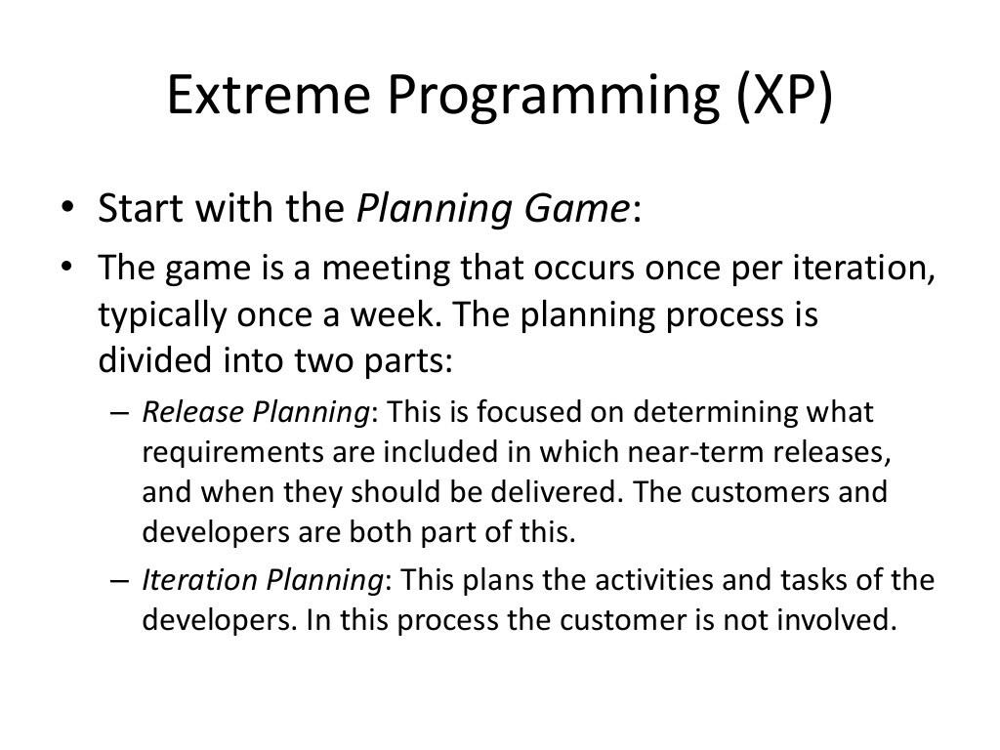 Extreme Programming (XP)
• Start with the Planning Game:
• The game is a meeting that occurs once per iteration,
typically once a week. The planning process is
divided into two parts:
– Release Planning: This is focused on determining what
requirements are included in which near-term releases,
and when they should be delivered. The customers and
developers are both part of this.
– Iteration Planning: This plans the activities and tasks of the
developers. In this process the customer is not involved.